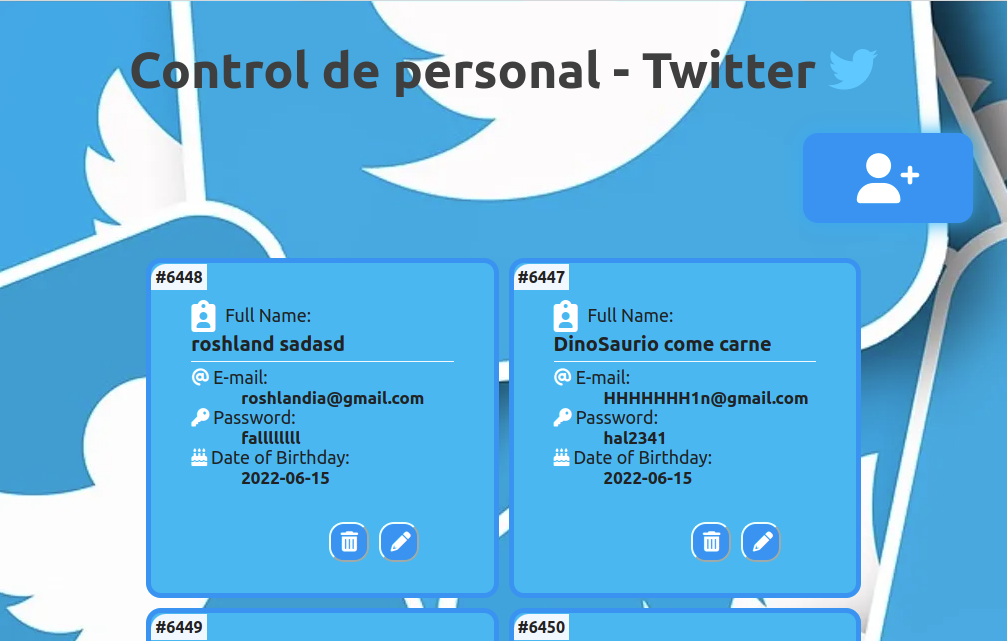 Control de personal - Twitter
#6448
Full Name:
roshland sadasd
E-mail:
roshlandia@gmail.com
Password:
fallllllll
Date of Birthday:
2022-06-15
#6447
Full Name:
DinoSaurio come carne
E-mail:
HHHHHHH1n@gmail.com
Password:
hal2341
Date of Birthday:
2022-06-15
#6449
#6450